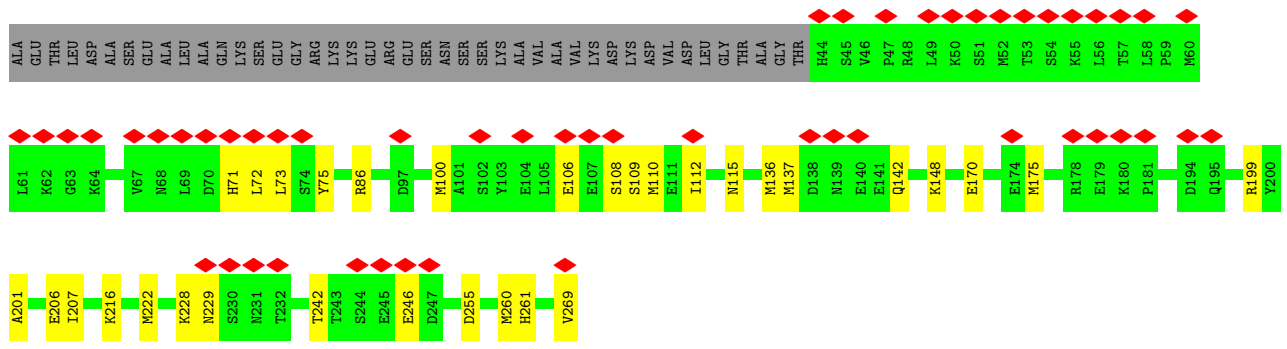 ALA GLU THR LEU ASP ALA ALA SER GLU ALA LEU ALA GLN LYS SER GLU GLY ARG LYS LYS GLU ARG GLU SER ASN SER SER LYS ALA VAL ALA VAL LYS ASP LYS ASP VAL ASP LEU GLY THR ALA GLY THR H44 S45 V46 P47 R48 L49 K50 S51 M52 T53 S54 K55 L56 T57 L58 P59 M60
L61 K62 G63 K64 V67 N68 L69 D70 H71 L72 L73 S74 Y75 R86 D97 M100 A101 S102 Y103 E104 L105 E106 E107 S108 S109 M110 E111 I112 N115 M136 M137 D138 N139 E140 E141 Q142 K148 E170 E174 M175 R178 E179 K180 P181 D194 Q195 R199 Y200
A201 E206 I207 K216 M222 K228 N229 S230 N231 T232 T242 T243 S244 E245 E246 D247 D255 M260 H261 V269